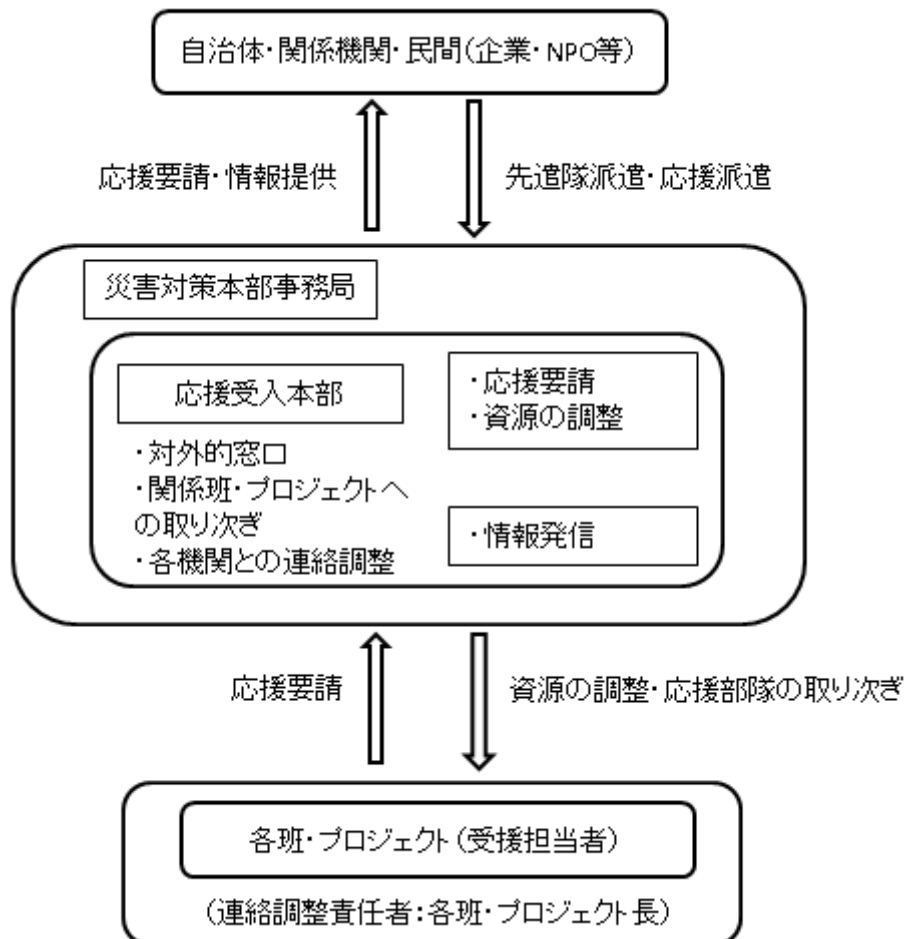 自治体・関係機関・民間（企業・NPO等）
応援要請・情報提供
先遣隊派遣・応援派遣
災害対策本部事務局
応援受入本部
・対外的窓口
・関係班・プロジェクトへ
の取り次ぎ
・各機関との連絡調整
・応援要請
・資源の調整
・情報発信
応援要請
資源の調整・応援部隊の取り次ぎ
各班・プロジェクト（受援担当者）
（連絡調整責任者：各班・プロジェクト長）